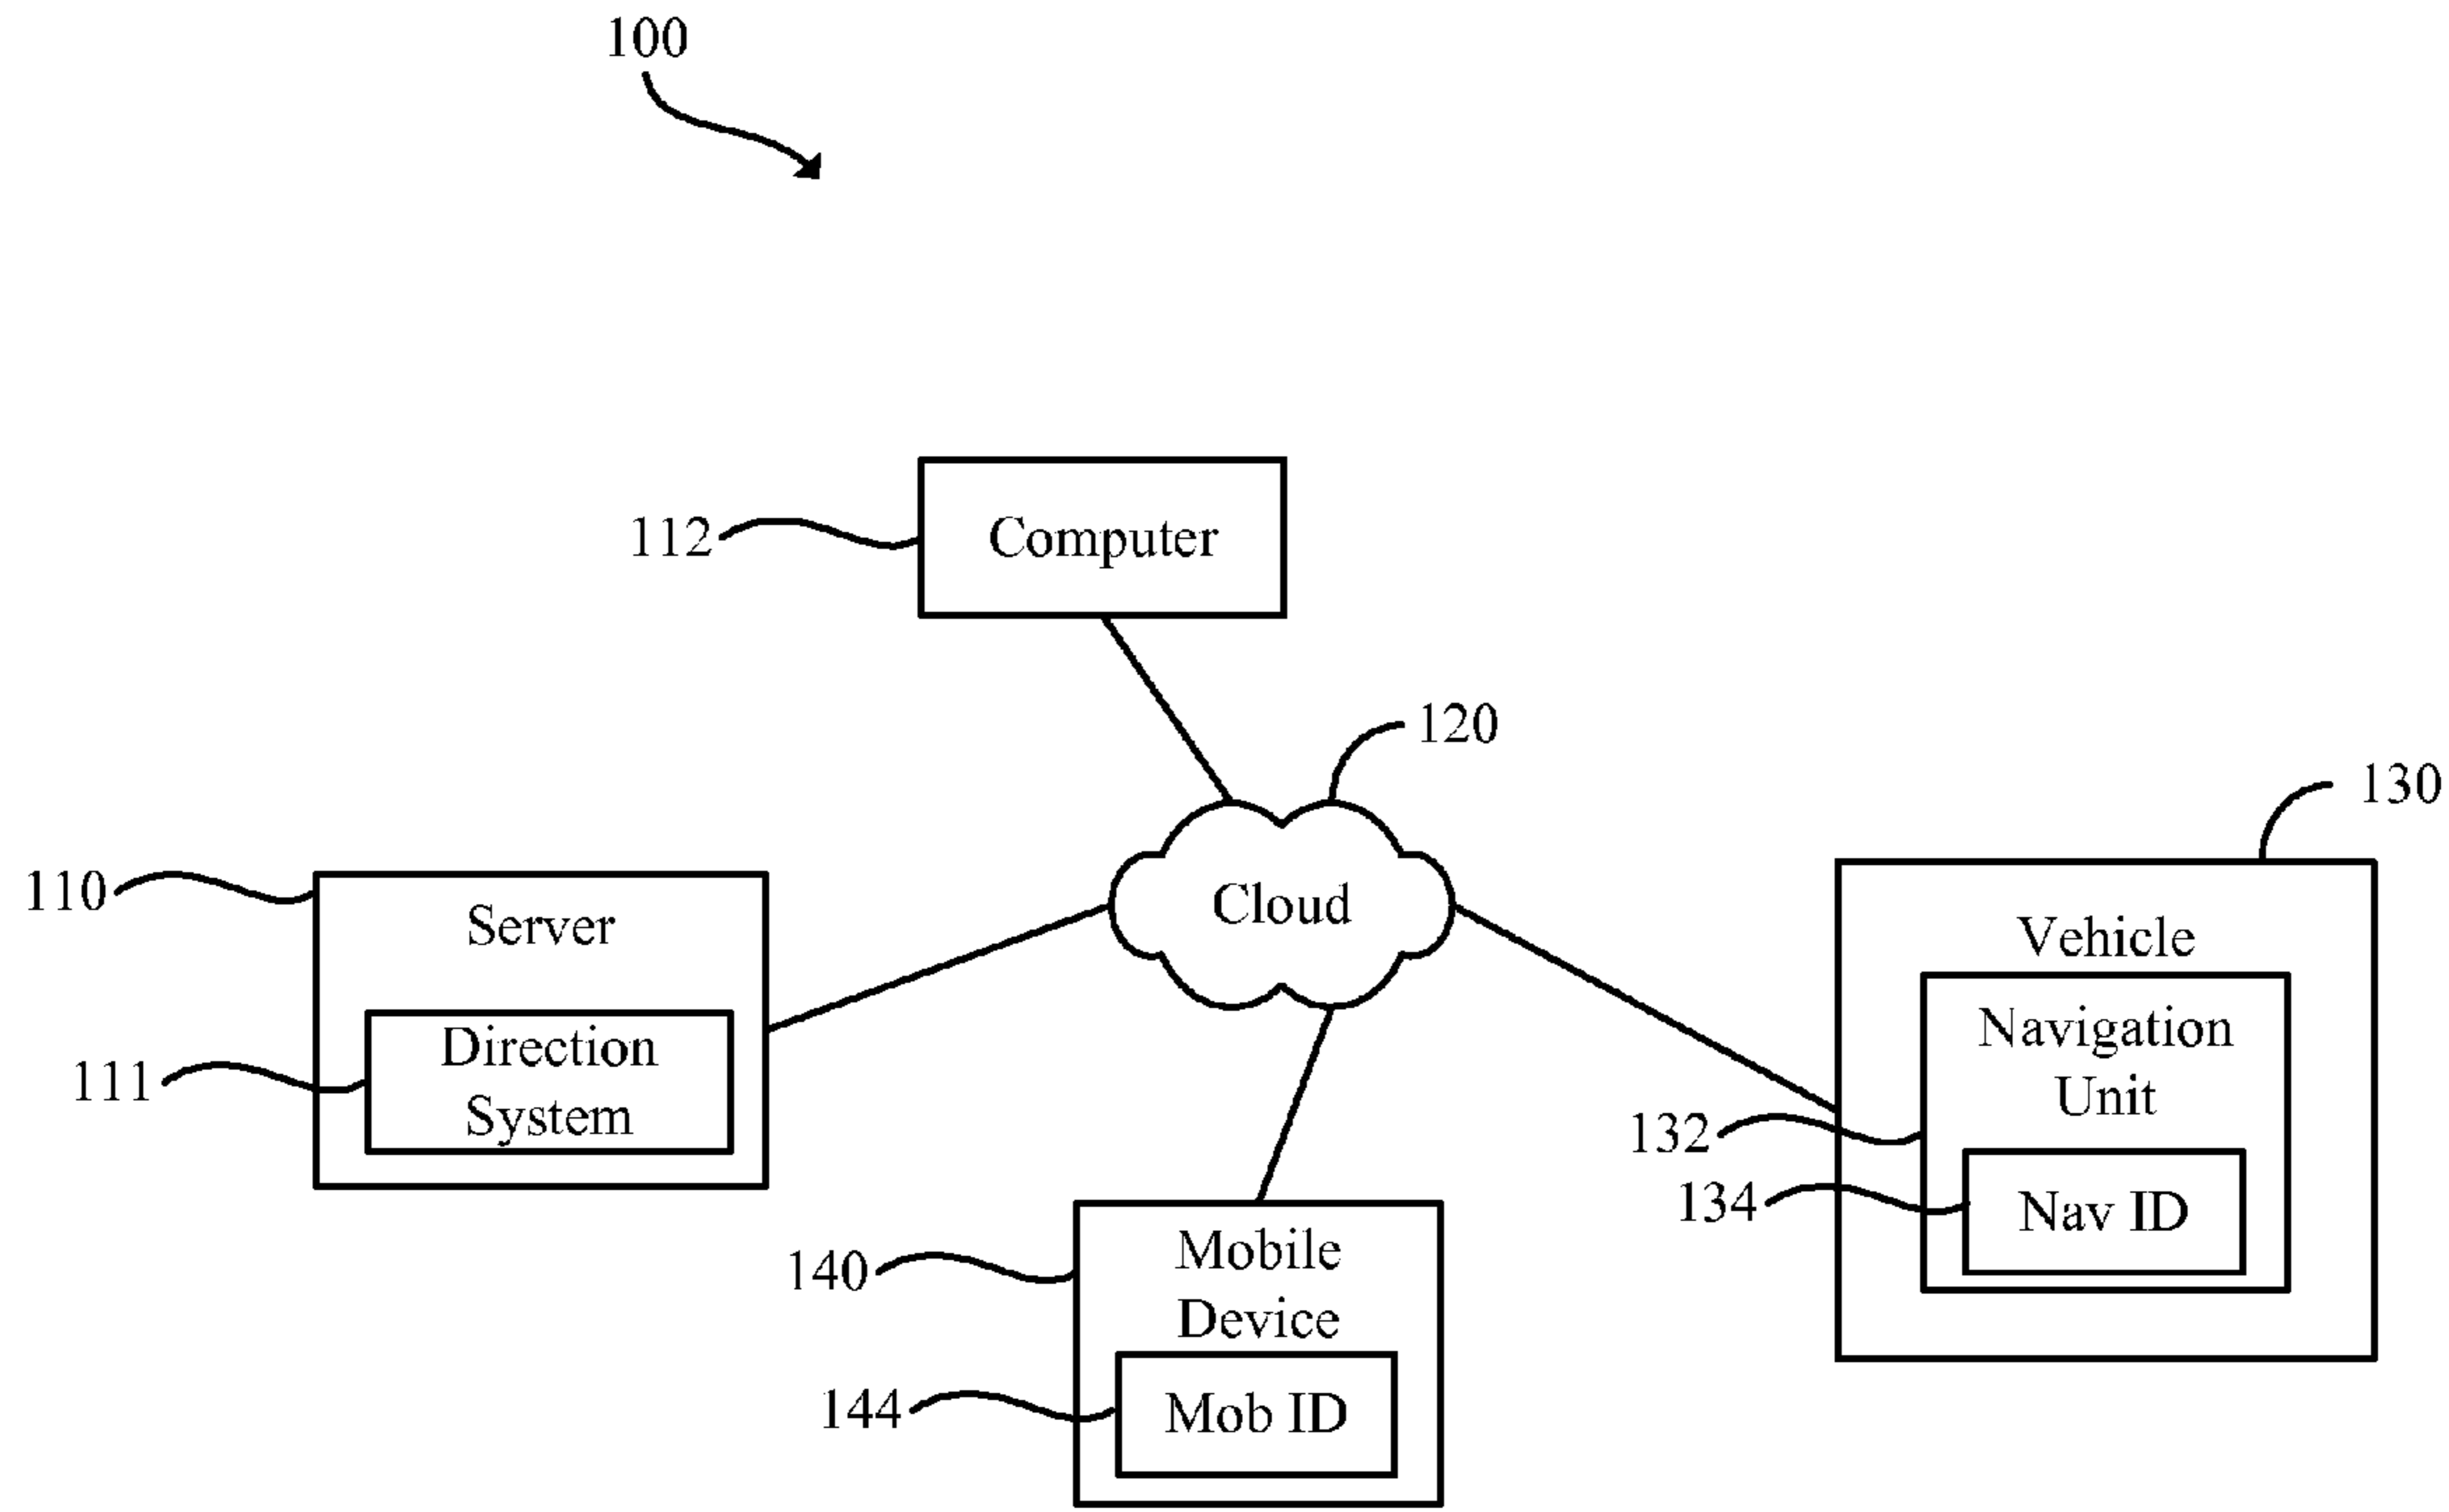 100
112
Computer
120
130
110
Server
Cloud
Vehicle
Navigation
Unit
111
Direction
System
132
134
Nav ID
140
Mobile
Device
144
Mob ID